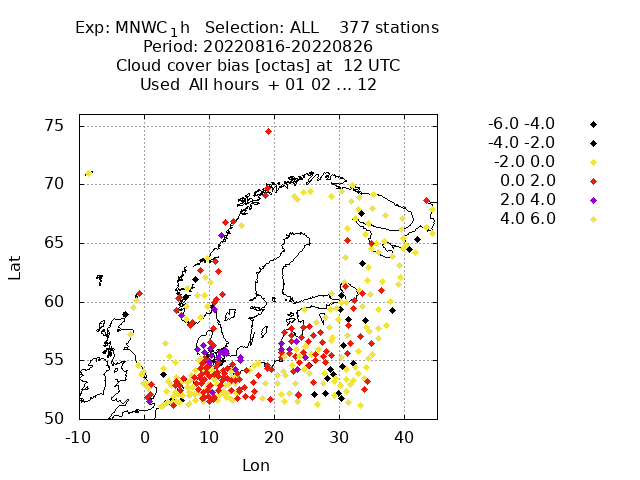 Exp: MNWC_1h   Selection: ALL    377 stations
Period: 20220816-20220826
Cloud cover bias [octas] at  12 UTC
Used  All hours  + 01 02 ... 12
-6.0 -4.0
-4.0 -2.0
-2.0 0.0
0.0 2.0
2.0 4.0
4.0 6.0
75
70
65
60
55
50
Lat
-10 0 10 20 30 40
Lon